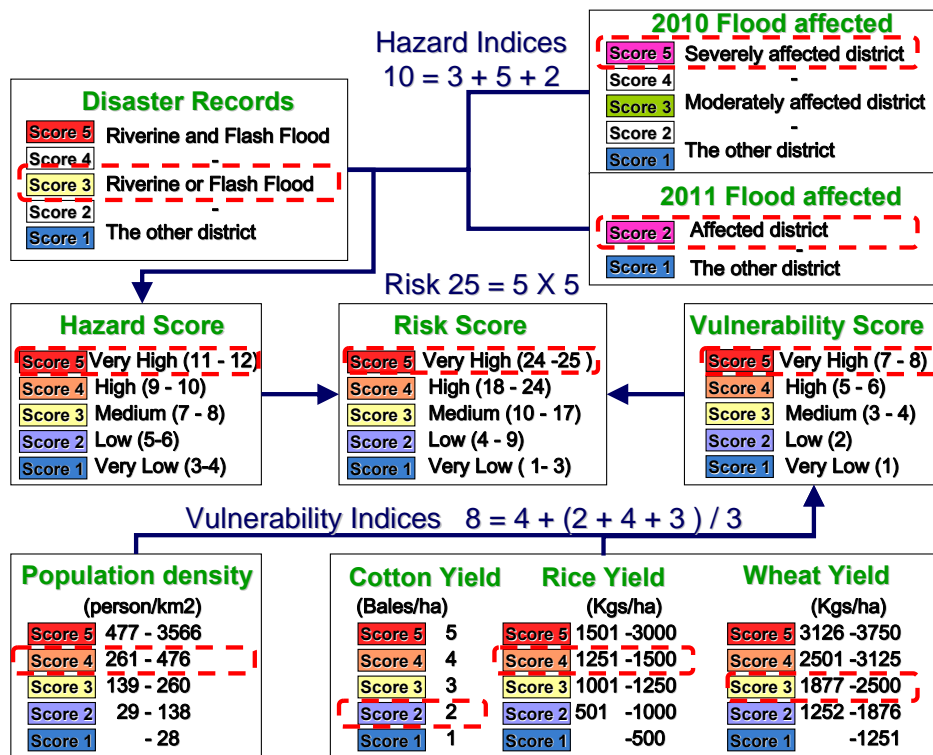 Hazard Indices
10 = 3 + 5 + 2
2010 Flood affected
Score 5 Severely affected district
Score 4 -
Score 3 Moderately affected district
Score 2 -
Score 1 The other district
Disaster Records
Score 5 Riverine and Flash Flood
Score 4 -
Score 3 Riverine or Flash Flood
Score 2 -
Score 1 The other district
2011 Flood affected
Score 2 Affected district
-
Score 1 The other district
Risk 25 = 5 X 5
Hazard Score
Score 5 Very High (11 - 12)
Score 4 High (9 - 10)
Score 3 Medium (7 - 8)
Score 2 Low (5-6)
Score 1 Very Low (3-4)
Risk Score
Score 5 Very High (24 -25 )
Score 4 High (18 - 24)
Score 3 Medium (10 - 17)
Score 2 Low (4 - 9)
Score 1 Very Low ( 1- 3)
Vulnerability Score
Score 5 Very High (7 - 8)
Score 4 High (5 - 6)
Score 3 Medium (3 - 4)
Score 2 Low (2)
Score 1 Very Low (1)
Vulnerability Indices 8 = 4 + (2 + 4 + 3 ) / 3
Population density
(person/km2)
Score 5 477 - 3566
Score 4 261 - 476
Score 3 139 - 260
Score 2 29 - 138
Score 1 - 28
Cotton Yield
(Bales/ha)
Score 5 5
Score 4 4
Score 3 3
Score 2 2
Score 1 1
Rice Yield
(Kgs/ha)
Score 5 1501 -3000
Score 4 1251 -1500
Score 3 1001 -1250
Score 2 501 -1000
Score 1 -500
Wheat Yield
(Kgs/ha)
Score 5 3126 -3750
Score 4 2501 -3125
Score 3 1877 -2500
Score 2 1252 -1876
Score 1 -1251